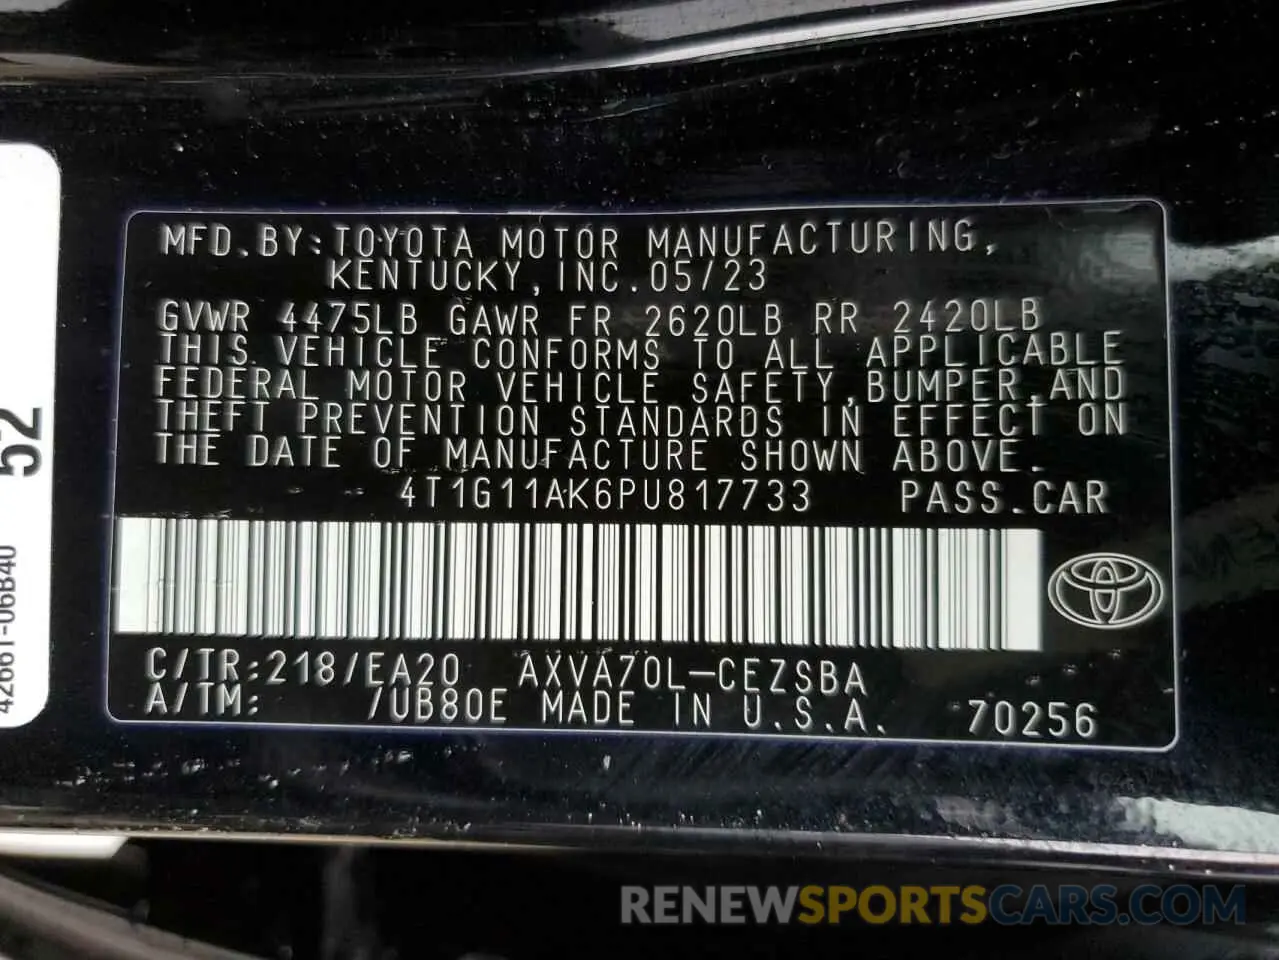 MFD.BY:TOYOTA MOTOR MANUFACTURING,
KENTUCKY,INC.05/23
GVWR 4475LB GAWR FR 2620LB RR 2420LB
THIS VEHICLE CONFORMS TO ALL APPLICABLE
FEDERAL MOTOR VEHICLE SAFETY,BUMPER,AND
THEFT PREVENTION STANDARDS IN EFFECT ON
THE DATE OF MANUFACTURE SHOWN ABOVE.
4T1G11AK6PU817733 PASS.CAR
C/TR:218/EA20 AXVA70L-CEZSBA
A/TM: /UB80E MADE IN U.S.A. 70256
52
42661-06B40
RENEWSPORTSCARS.COM